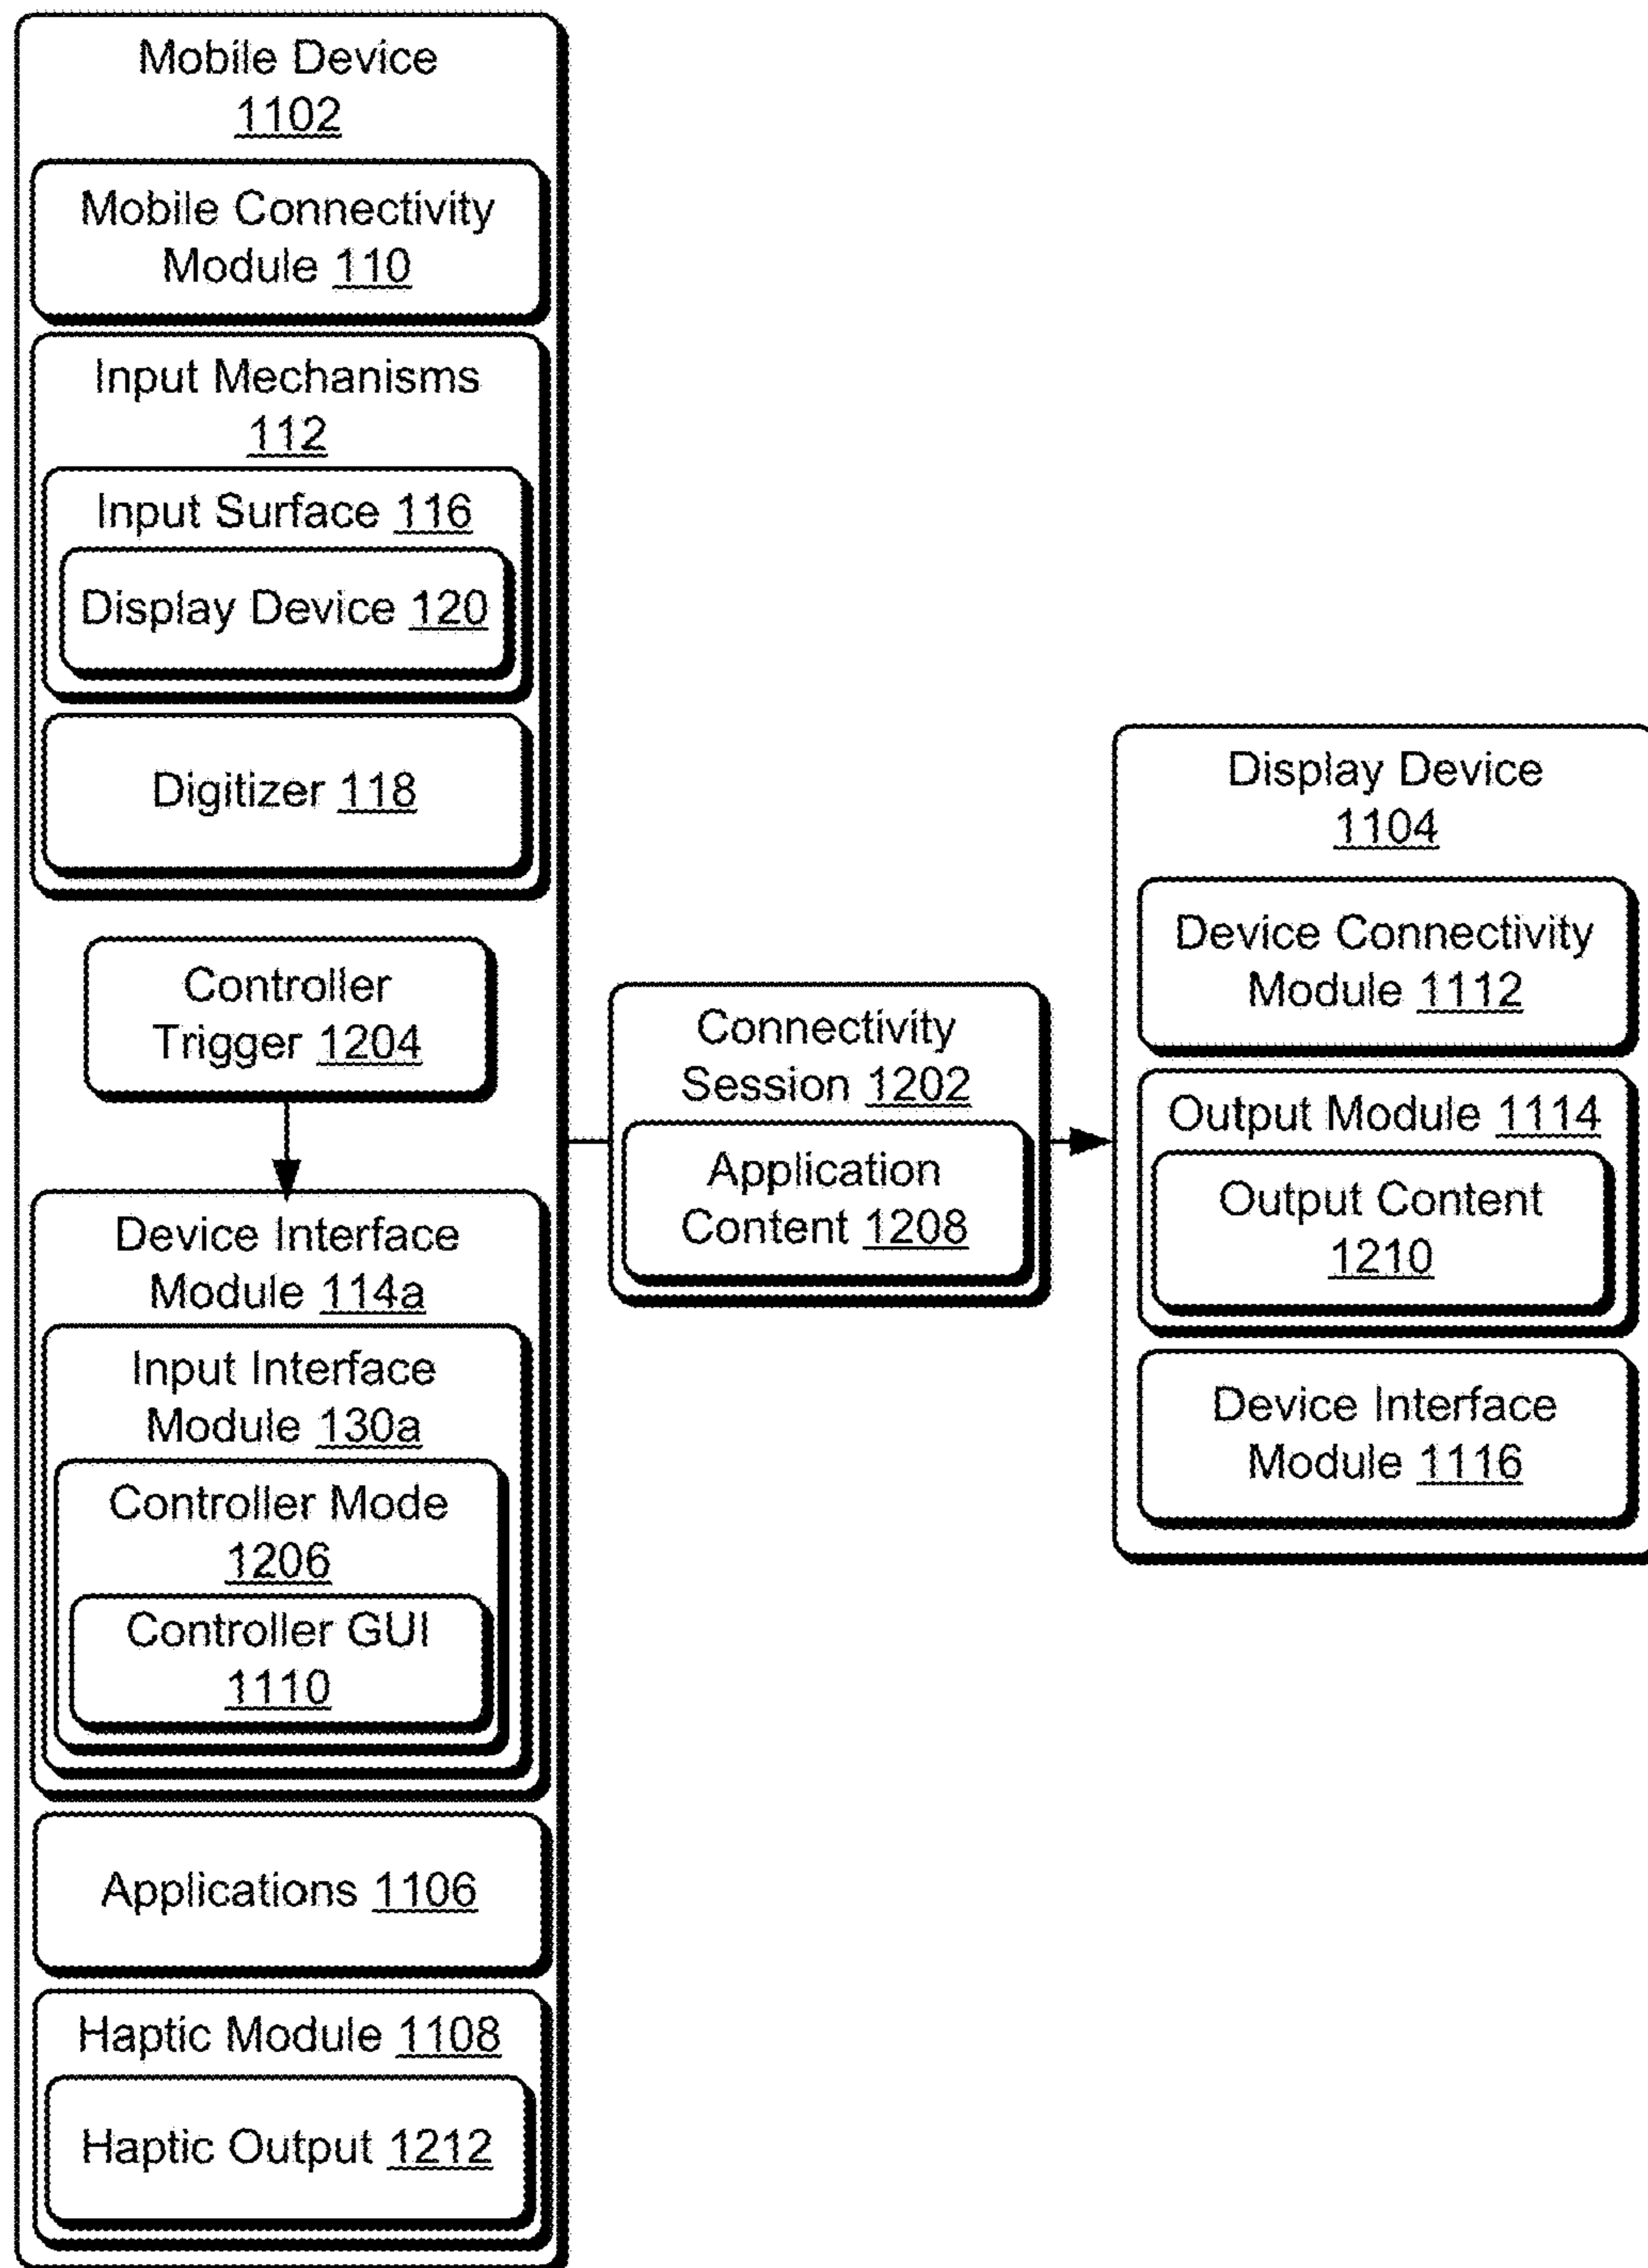 Mobile Device
1102
Mobile Connectivity
Module 110
Input Mechanisms
112
Input Surface 116
Display Device 120
Digitizer 118
Controller
Trigger 1204
Device Interface
Module 114a
Input Interface
Module 130a
Controller Mode
1206
Controller GUI
1110
Applications 1106
Haptic Module 1108
Haptic Output 1212
Connectivity
Session 1202
Application
Content 1208
Display Device
1104
Device Connectivity
Module 1112
Output Module 1114
Output Content
1210
Device Interface
Module 1116